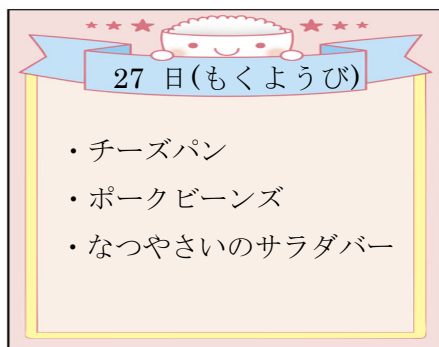 27 日(もくようび)
・チーズパン
・ポークビーンズ
・なつやさいのサラダバー